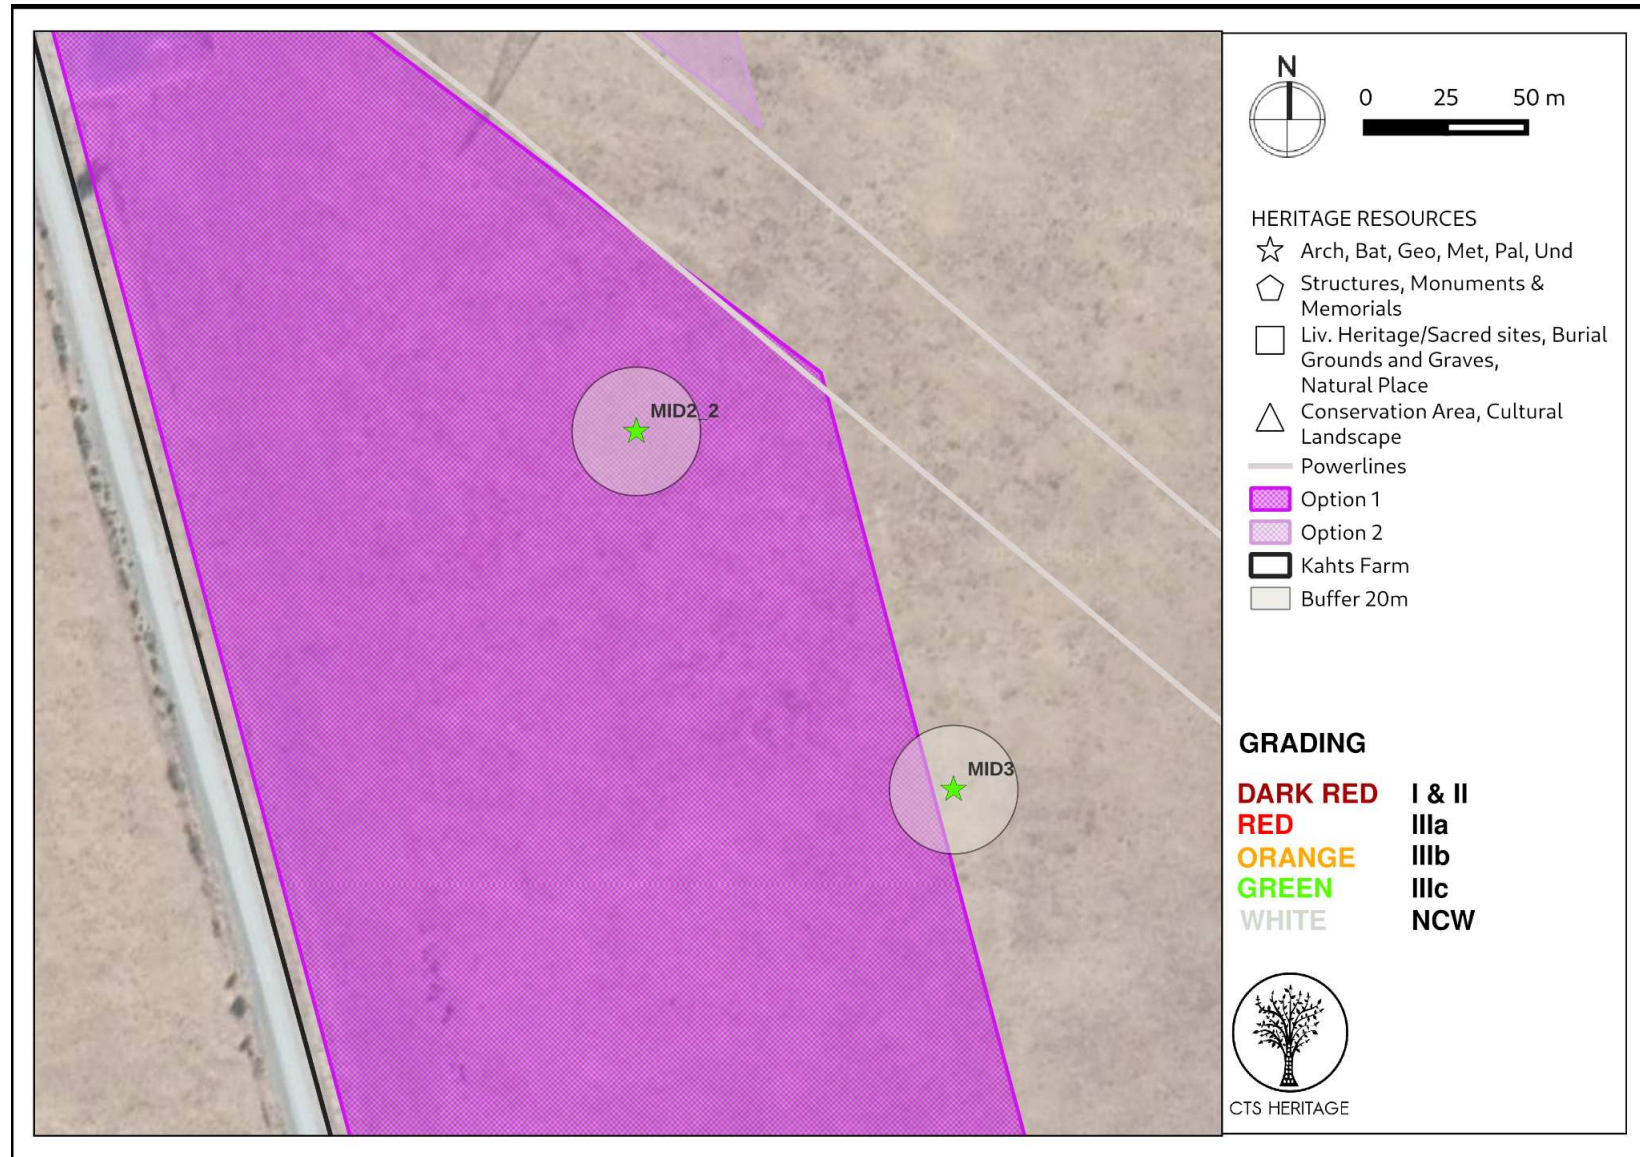 MID2_2
MID3
N
0 25 50 m
HERITAGE RESOURCES
Arch, Bat, Geo, Met, Pal, Und
Structures, Monuments &
Memorials
Liv. Heritage/Sacred sites, Burial
Grounds and Graves,
Natural Place
Conservation Area, Cultural
Landscape
Powerlines
Option 1
Option 2
Kahts Farm
Buffer 20m
GRADING
DARK RED I & II
RED IIIa
ORANGE IIIb
GREEN IIIc
WHITE NCW
CTS HERITAGE